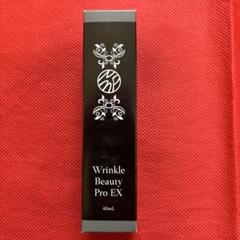 Wrinkle
Beauty
Pro EX
40mL